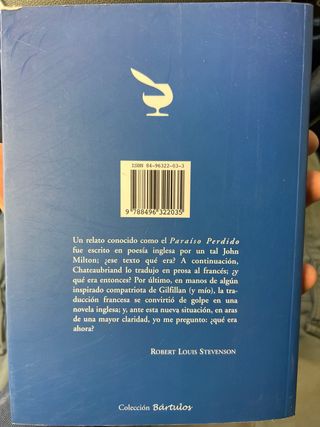 ISBN 84-96322-03-3
9 788496 322035
Un relato conocido como el Paraíso Perdido
fue escrito en poesía inglesa por un tal John
Milton; ¿ese texto qué era? A continuación,
Chateaubriand lo tradujo en prosa al francés; ¿y
qué era entonces? Por último, en manos de algún
inspirado compatriota de Gilfillan (y mío), la tra-
ducción francesa se convirtió de golpe en una
novela inglesa; y, ante esta nueva situación, en aras
de una mayor claridad, yo me pregunto: ¿qué era
ahora?
ROBERT LOUIS STEVENSON
Colección Bártulos